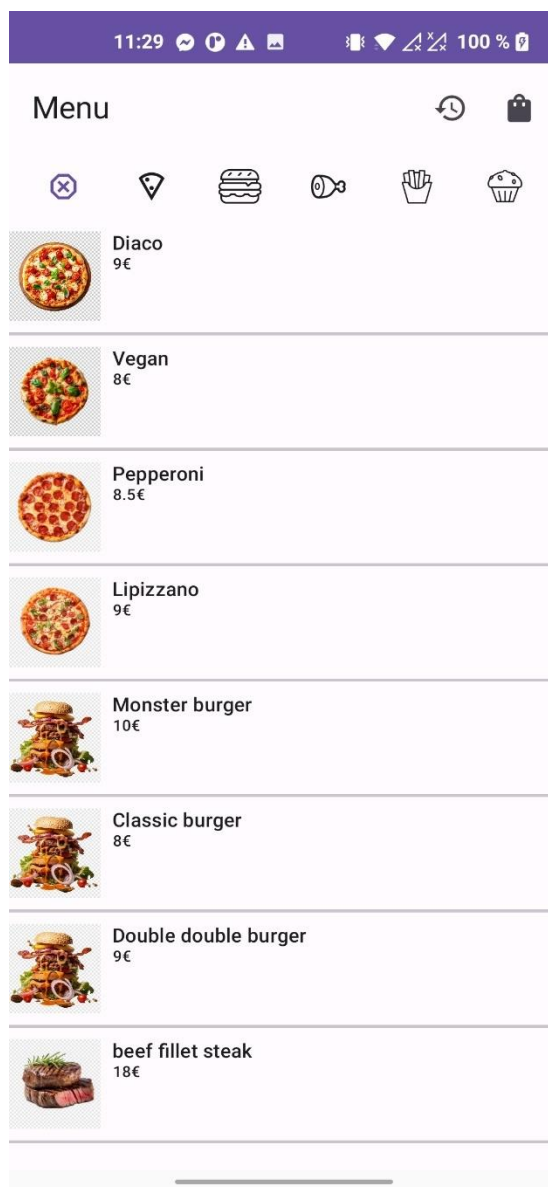 11:29 100 %
Menu
Diaco
9€
Vegan
8€
Pepperoni
8.5€
Lipizzano
9€
Monster burger
10€
Classic burger
8€
Double double burger
9€
beef fillet steak
18€